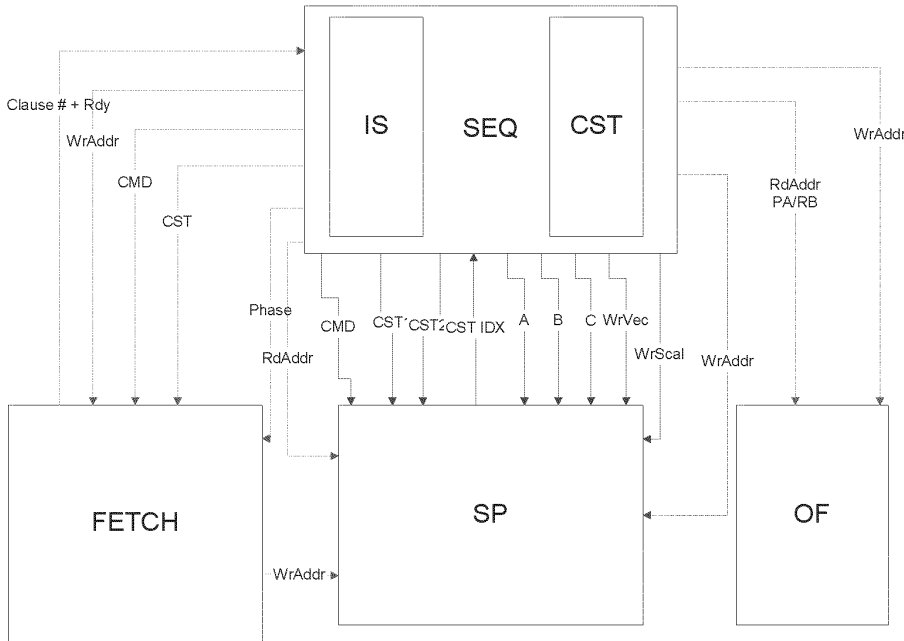 Clause # + Rdy
WrAddr
CMD
CST
IS
SEQ
CST
WrAddr
RdAddr
PA/RB
Phase
RdAddr
CMD
CST1
CST2
CST IDX
A
B
C
WrVec
WrScal
WrAddr
FETCH
SP
OF
WrAddr